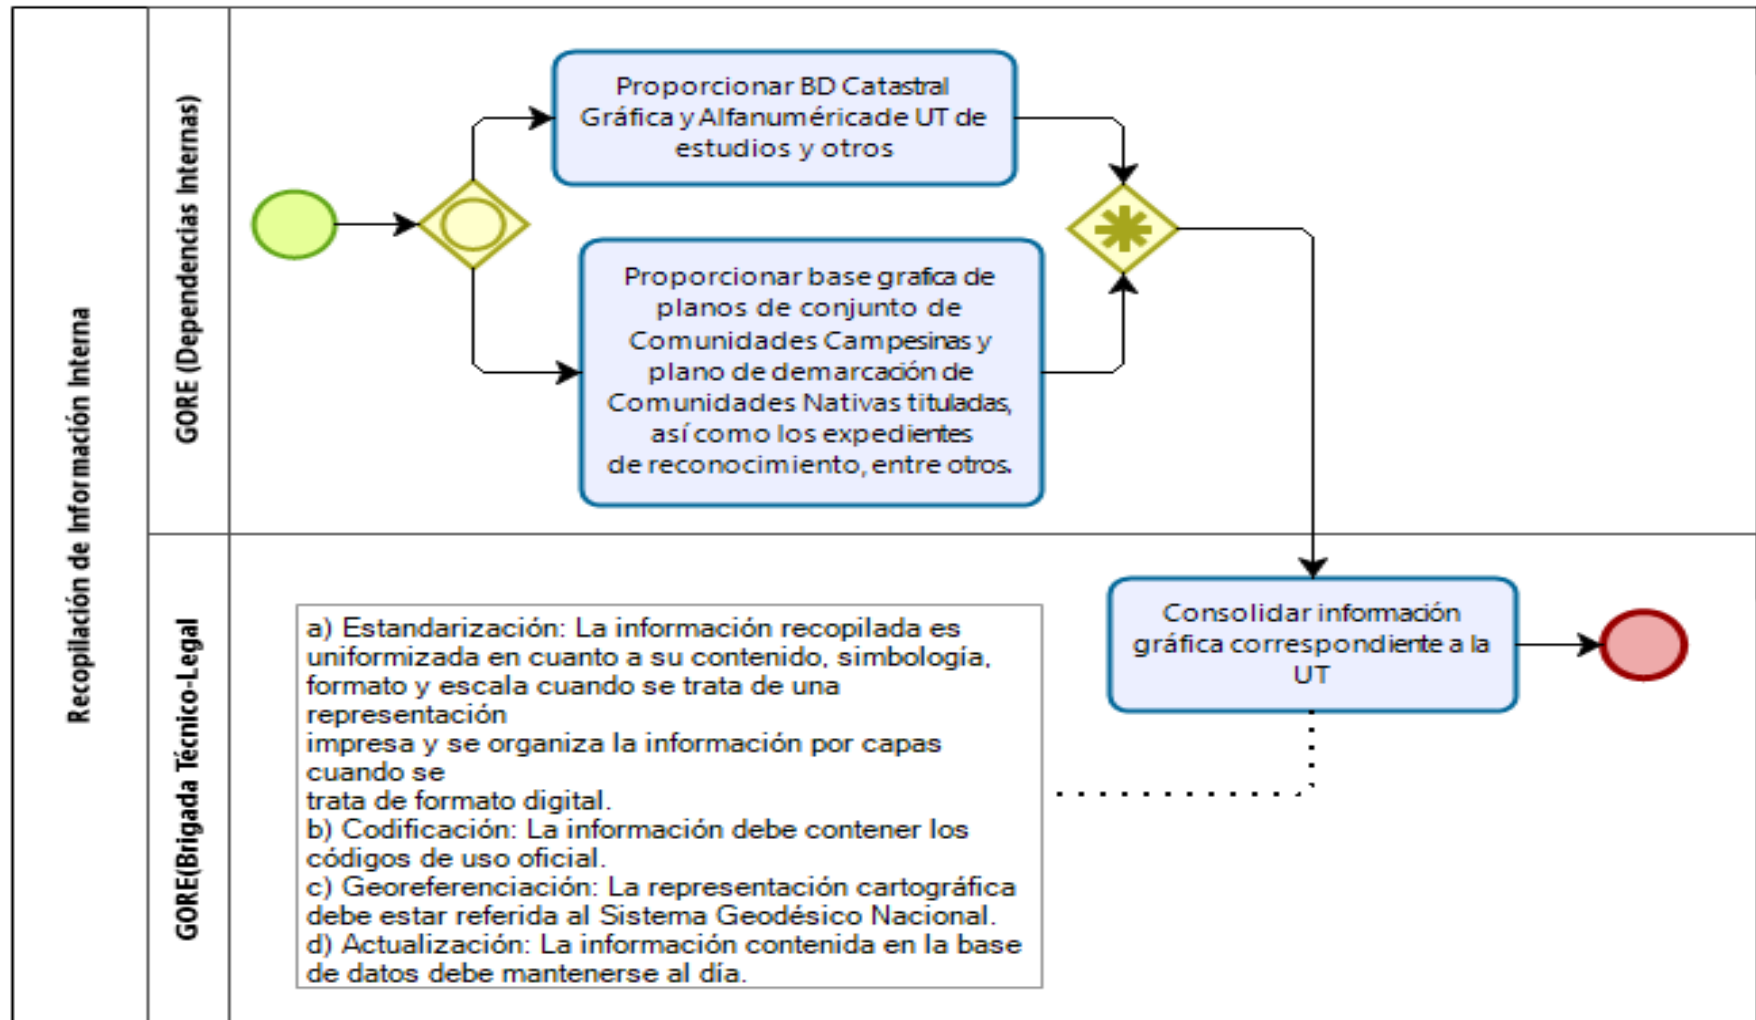 Recopilación de Información Interna
GORE (Dependencias Internas)
Proporcionar BD Catastral
Gráfica y Alfanuméricade UT de
estudios y otros
Proporcionar base grafica de
planos de conjunto de
Comunidades Campesinas y
plano de demarcación de
Comunidades Nativas tituladas,
así como los expedientes
de reconocimiento, entre otros.
GORE(Brigada Técnico-Legal
a) Estandarización: La información recopilada es
uniformizada en cuanto a su contenido, simbología,
formato y escala cuando se trata de una
representación
impresa y se organiza la información por capas
cuando se
trata de formato digital.
b) Codificación: La información debe contener los
códigos de uso oficial.
c) Georeferenciación: La representación cartográfica
debe estar referida al Sistema Geodésico Nacional.
d) Actualización: La información contenida en la base
de datos debe mantenerse al día.
Consolidar información
gráfica correspondiente a la
UT